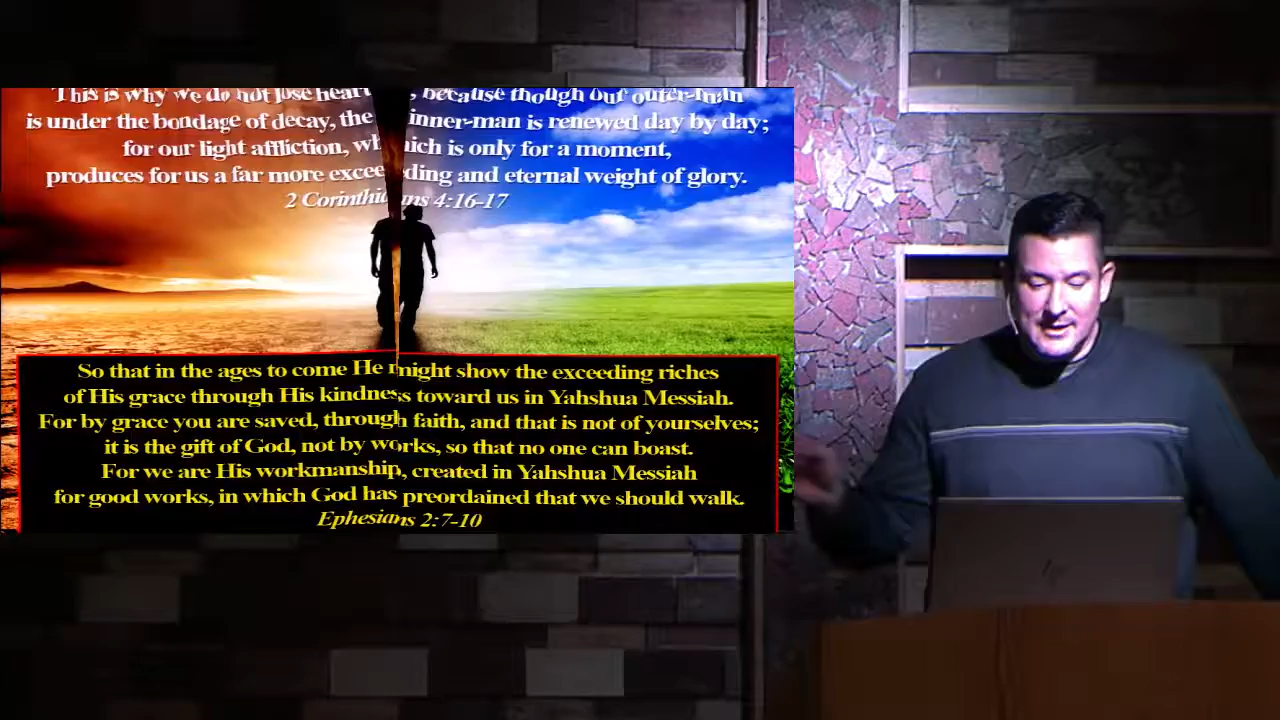 This is why we do not lose heart, because though our outer-man
is under the bondage of decay, the inner-man is renewed day by day;
for our light affliction, which is only for a moment,
produces for us a far more exceeding and eternal weight of glory.
2 Corinthians 4:16-17
So that in the ages to come He might show the exceeding riches
of His grace through His kindness toward us in Yahshua Messiah.
For by grace you are saved, through faith, and that is not of yourselves;
it is the gift of God, not by works, so that no one can boast.
For we are His workmanship, created in Yahshua Messiah
for good works, in which God has preordained that we should walk.
Ephesians 2:7-10
hp